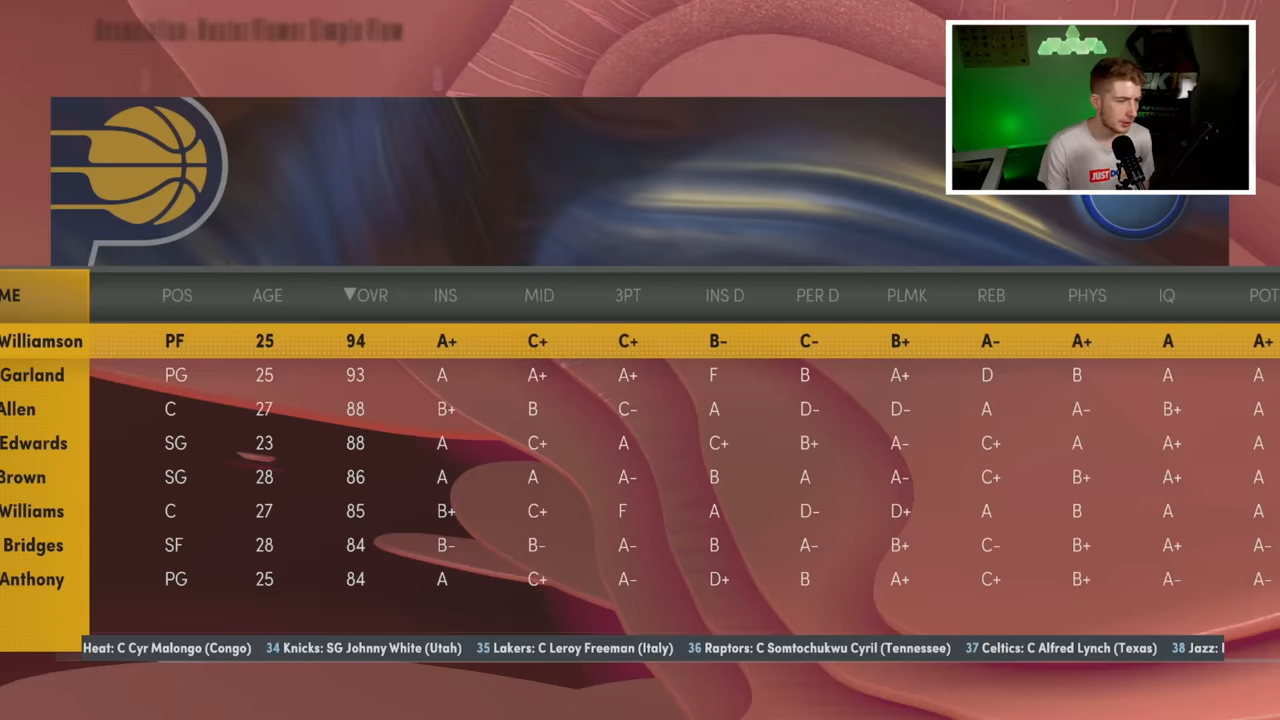 ME POS AGE ▼OVR INS MID 3PT INS D PER D PLMK REB PHYS IQ POT
Williamson PF 25 94 A+ C+ C+ B- C- B+ A- A+ A A+
Garland PG 25 93 A A+ A+ F B A+ D B A A
Allen C 27 88 B+ B C- A D- D- A A- B+ A
Edwards SG 23 88 A C+ A C+ B+ A- C+ A A+ A
Brown SG 28 86 A A A- B A A- C+ B+ A+ A
Williams C 27 85 B+ C+ F A D- D+ A B A A
Bridges SF 28 84 B- B- A- B A- B+ C- B+ A+ A-
Anthony PG 25 84 A C+ A- D+ B A+ C+ B+ A- A-
Heat: C Cyr Malongo (Congo) 34 Knicks: SG Johnny White (Utah) 35 Lakers: C Leroy Freeman (Italy) 36 Raptors: C Somtochukwu Cyril (Tennessee) 37 Celtics: C Alfred Lynch (Texas) 38 Jazz:
JUST